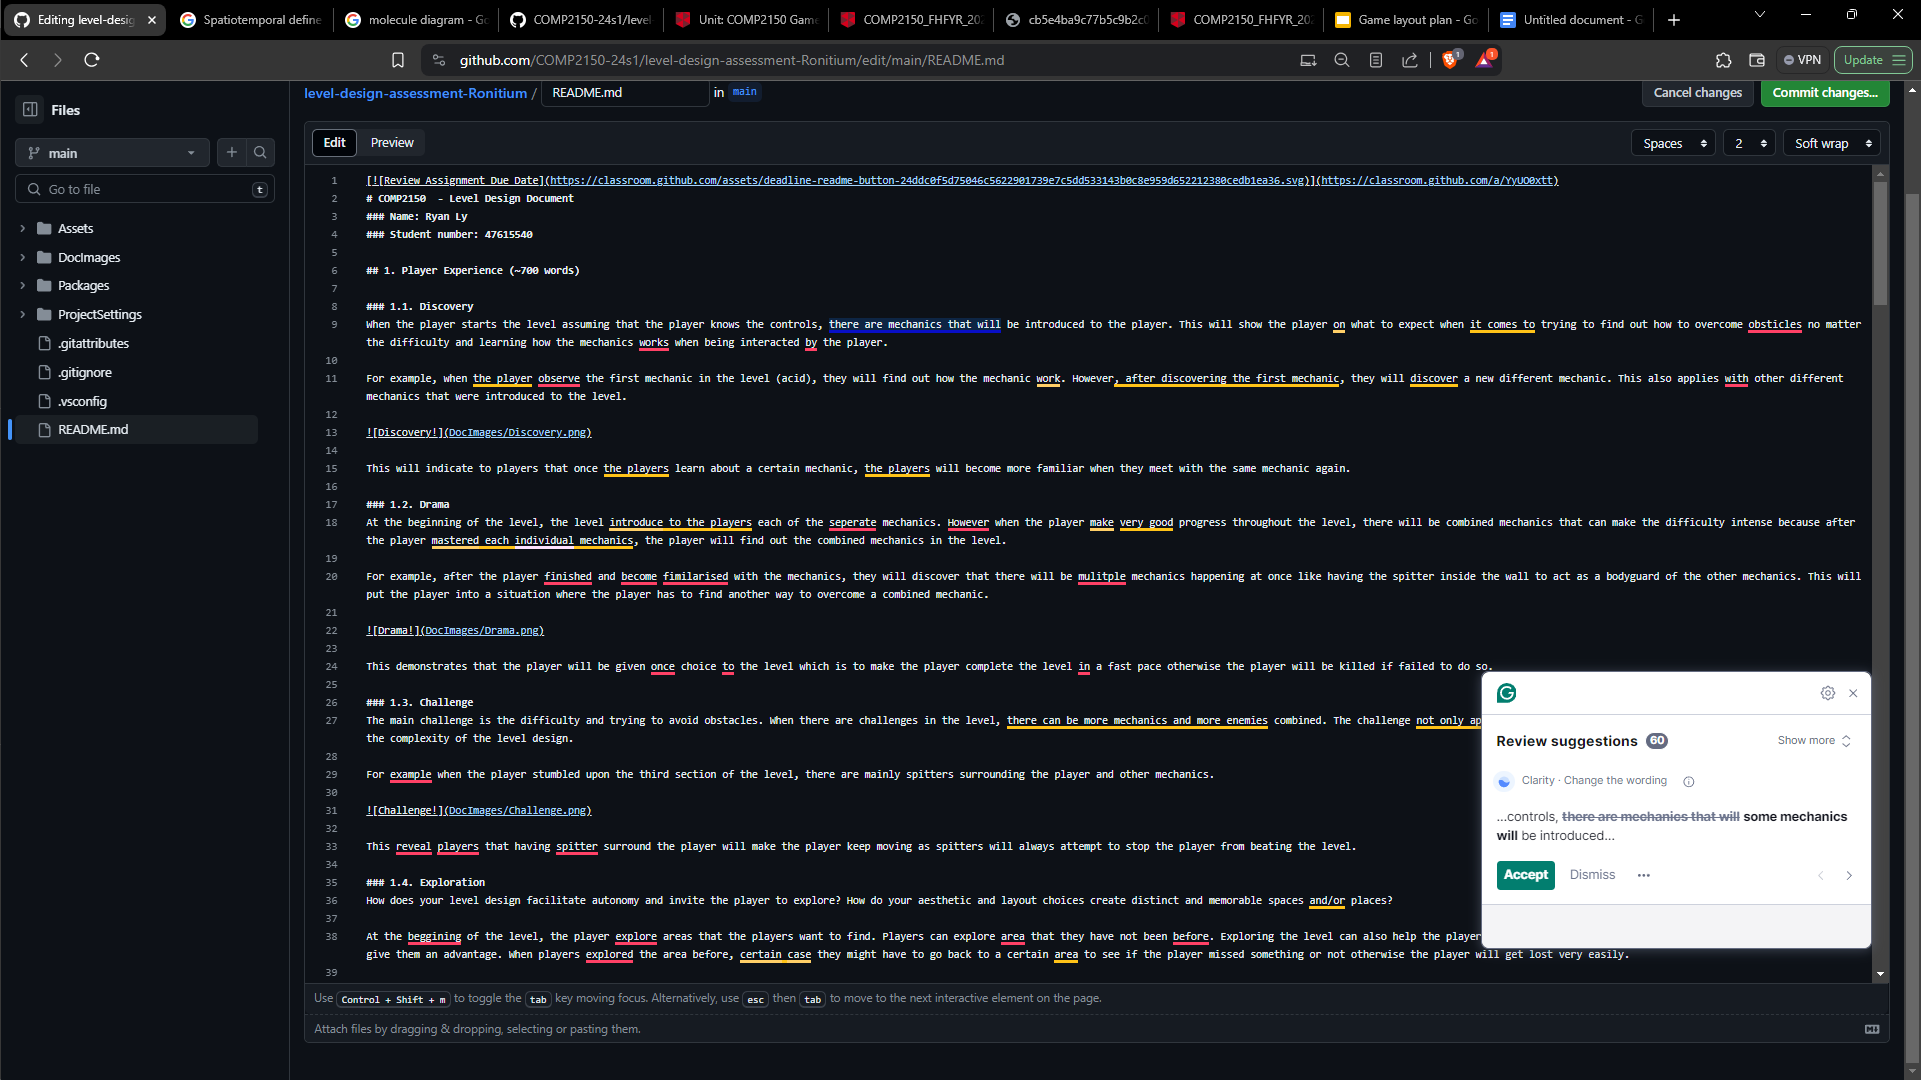 Editing level-desig
Spatiotemporal define
molecule diagram - Go
COMP2150-24s1/level-
Unit: COMP2150 Game
COMP2150_FHFYR_202
cb5e4ba9c77b5c9b2c0
COMP2150_FHFYR_202
Game layout plan - Go
Untitled document - G
github.com/COMP2150-24s1/level-design-assessment-Ronitium/edit/main/README.md
1
1
VPN
Update
Files
level-design-assessment-Ronitium / README.md in main
Cancel changes
Commit changes...
main
Go to file
t
Assets
DocImages
Packages
ProjectSettings
.gitattributes
.gitignore
.vsconfig
README.md
Edit
Preview
Spaces
2
Soft wrap
1 [![Review Assignment Due Date](https://classroom.github.com/assets/deadline-readme-button-24ddc0f5d75046c5622901739e7c5dd533143b0c8e959d652212380cedb1ea36.svg)](https://classroom.github.com/a/YyUO0xtt)
2 # COMP2150  - Level Design Document
3 ### Name: Ryan Ly
4 ### Student number: 47615540
5
6 ## 1. Player Experience (~700 words)
7
8 ### 1.1. Discovery
9 When the player starts the level assuming that the player knows the controls, there are mechanics that will be introduced to the player. This will show the player on what to expect when it comes to trying to find out how to overcome obsticles no matter
the difficulty and learning how the mechanics works when being interacted by the player.
10
11 For example, when the player observe the first mechanic in the level (acid), they will find out how the mechanic work. However, after discovering the first mechanic, they will discover a new different mechanic. This also applies with other different
mechanics that were introduced to the level.
12
13 ![Discovery!](DocImages/Discovery.png)
14
15 This will indicate to players that once the players learn about a certain mechanic, the players will become more familiar when they meet with the same mechanic again.
16
17 ### 1.2. Drama
18 At the beginning of the level, the level introduce to the players each of the seperate mechanics. However when the player make very good progress throughout the level, there will be combined mechanics that can make the difficulty intense because after
the player mastered each individual mechanics, the player will find out the combined mechanics in the level.
19
20 For example, after the player finished and become fimilarised with the mechanics, they will discover that there will be mulitple mechanics happening at once like having the spitter inside the wall to act as a bodyguard of the other mechanics. This will
put the player into a situation where the player has to find another way to overcome a combined mechanic.
21
22 ![Drama!](DocImages/Drama.png)
23
24 This demonstrates that the player will be given once choice to the level which is to make the player complete the level in a fast pace otherwise the player will be killed if failed to do so.
25
26 ### 1.3. Challenge
27 The main challenge is the difficulty and trying to avoid obstacles. When there are challenges in the level, there can be more mechanics and more enemies combined. The challenge not only ap
the complexity of the level design.
28
29 For example when the player stumbled upon the third section of the level, there are mainly spitters surrounding the player and other mechanics.
30
31 ![Challenge!](DocImages/Challenge.png)
32
33 This reveal players that having spitter surround the player will make the player keep moving as spitters will always attempt to stop the player from beating the level.
34
35 ### 1.4. Exploration
36 How does your level design facilitate autonomy and invite the player to explore? How do your aesthetic and layout choices create distinct and memorable spaces and/or places?
37
38 At the beggining of the level, the player explore areas that the players want to find. Players can explore area that they have not been before. Exploring the level can also help the player
give them an advantage. When players explored the area before, certain case they might have to go back to a certain area to see if the player missed something or not otherwise the player will get lost very easily.
39
Review suggestions 60
Show more
Clarity · Change the wording
...controls, there are mechanics that will some mechanics
will be introduced...
Accept
Dismiss
Use Control + Shift + m to toggle the tab key moving focus. Alternatively, use esc then tab to move to the next interactive element on the page.
Attach files by dragging & dropping, selecting or pasting them.